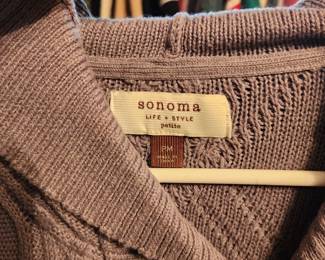 sonoma
LIFE + STYLE
petite
PM